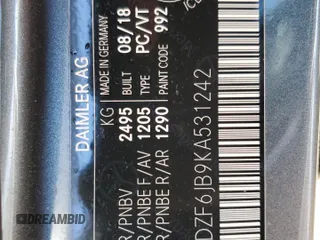 DAIMLER AG
MADE IN GERMANY
08/18
BUILT
PC/VT
TYPE
992
PAINT CODE
KG
R/PNBV 2495
R/PNBE F/AV 1205
R/PNBE R/AR 1290
DZF6JB9KA531242
DREAMBID